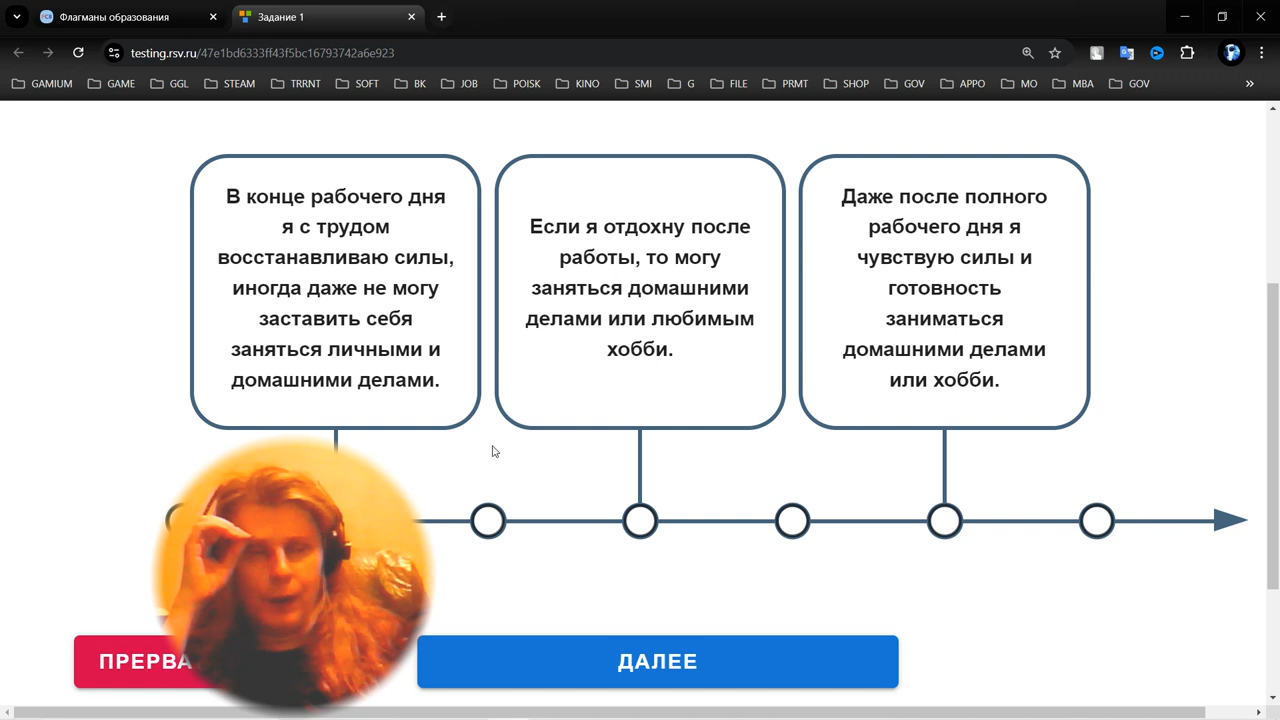 Флагманы образования
Задание 1
testing.rsv.ru/47e1bd6333ff43f5bc16793742a6e923
GAMIUM GAME GGL STEAM TRRNT SOFT BK JOB POISK KINO SMI G FILE PRMT SHOP GOV APPO MO MBA GOV
В конце рабочего дня
я с трудом
восстанавливаю силы,
иногда даже не могу
заставить себя
заняться личными и
домашними делами.
Если я отдохну после
работы, то могу
заняться домашними
делами или любимым
хобби.
Даже после полного
рабочего дня я
чувствую силы и
готовность
заниматься
домашними делами
или хобби.
ПРЕРВА
ДАЛЕЕ